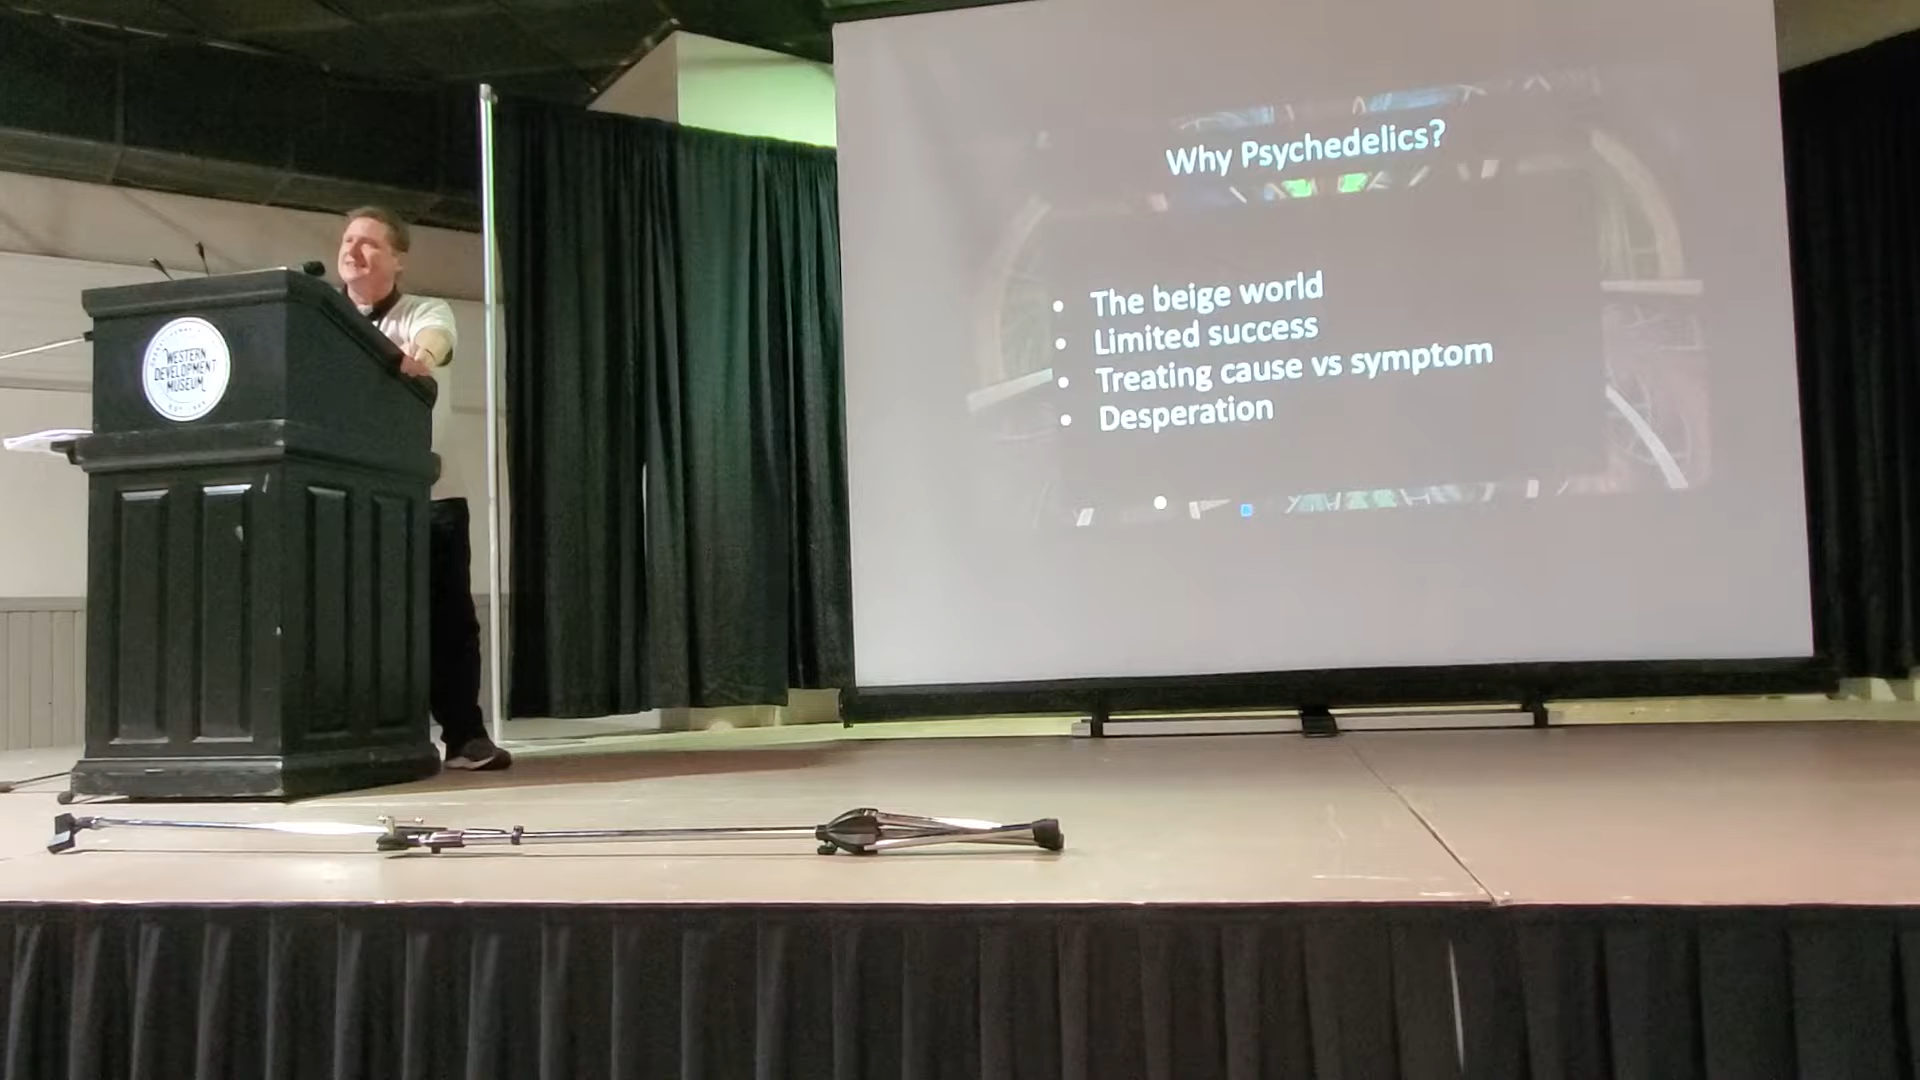 Why Psychedelics?
• The beige world
• Limited success
• Treating cause vs symptom
• Desperation
WESTERN
DEVELOPMENT
MUSEUM